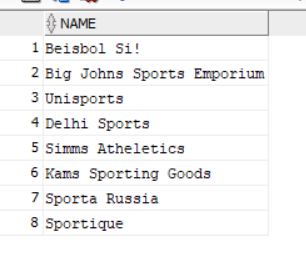 NAME
1 Beisbol Si!
2 Big Johns Sports Emporium
3 Unisports
4 Delhi Sports
5 Simms Atheletics
6 Kams Sporting Goods
7 Sporta Russia
8 Sportique